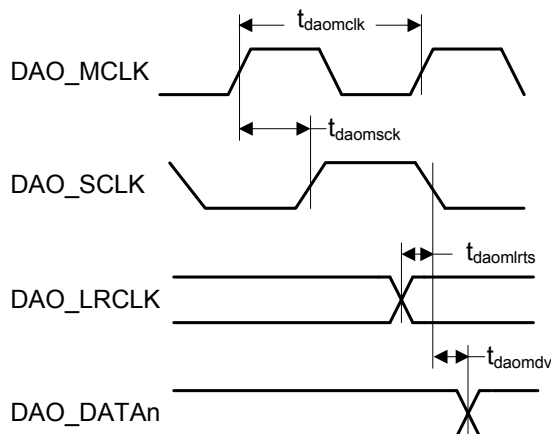 t_daomclk
DAO_MCLK
t_daomsck
DAO_SCLK
t_daomlrts
DAO_LRCLK
t_daomdv
DAO_DATAn